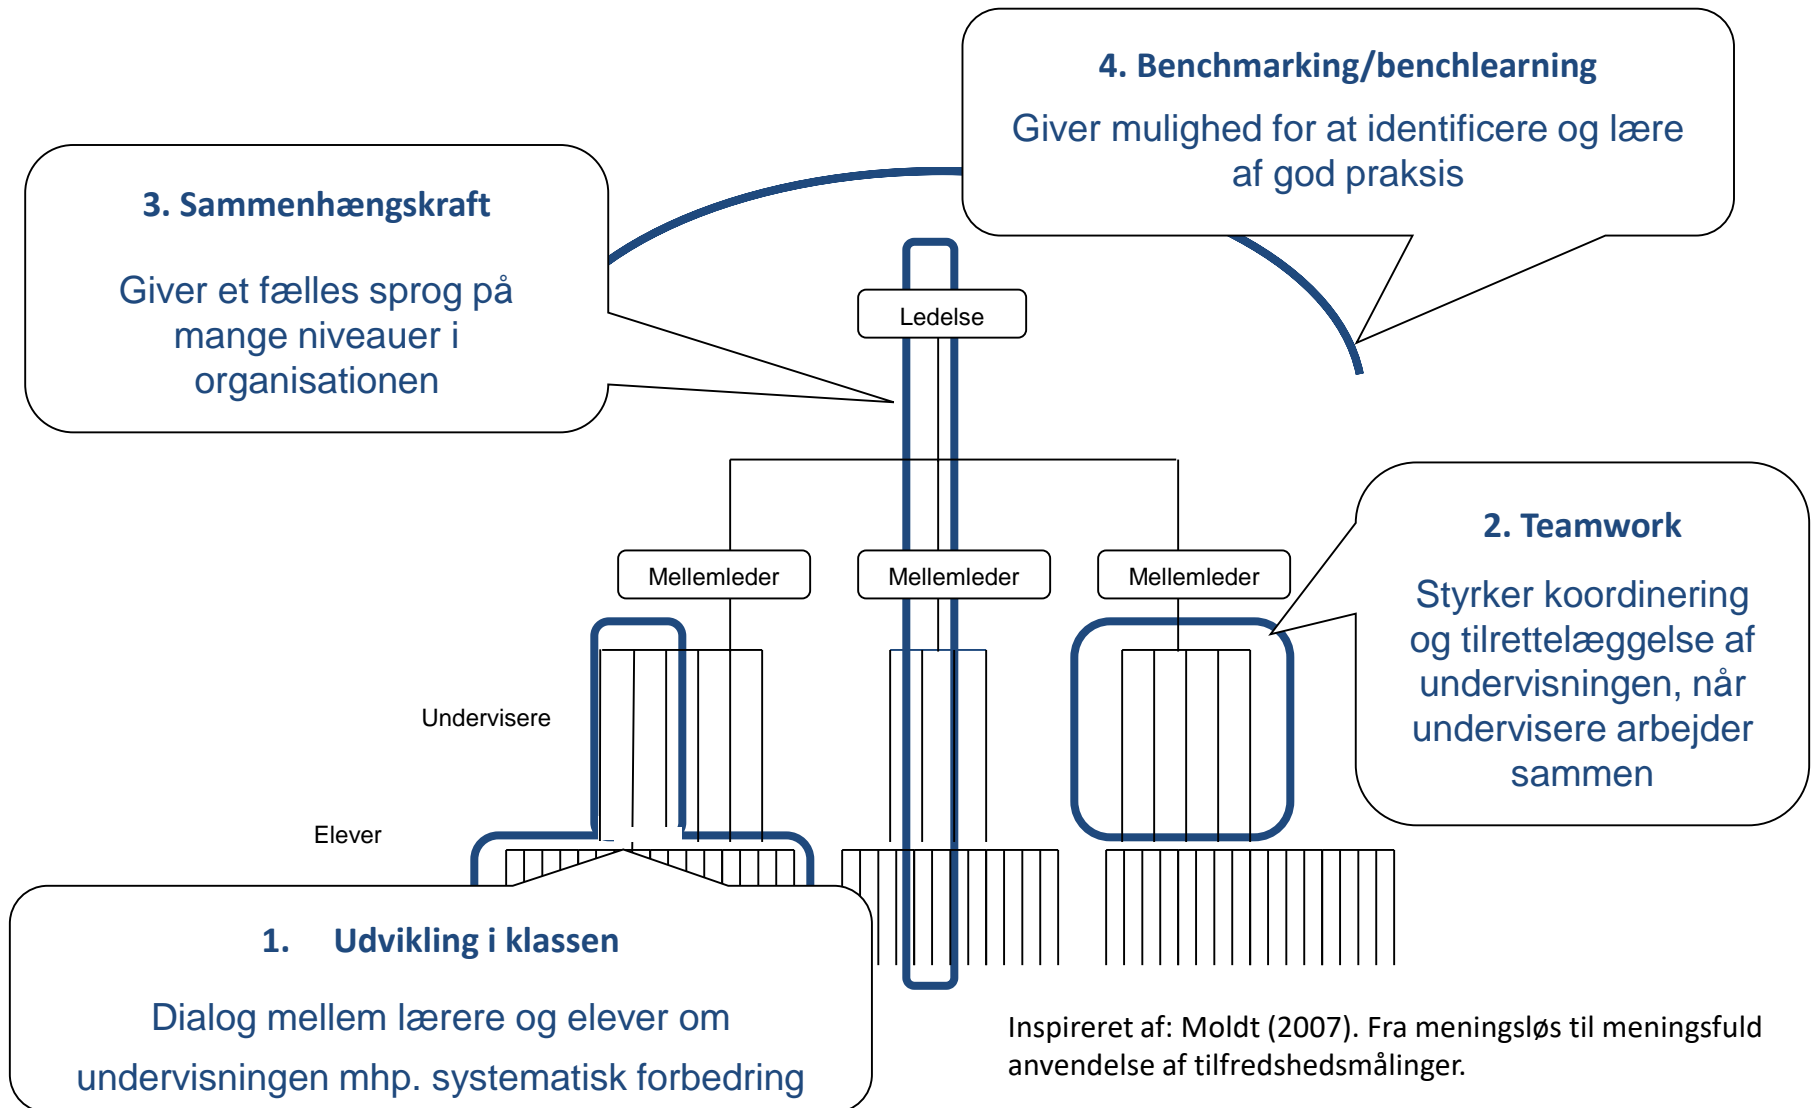 4. Benchmarking/benchlearning
Giver mulighed for at identificere og lære
af god praksis
3. Sammenhængskraft
Giver et fælles sprog på
mange niveauer i
organisationen
Ledelse
Mellemleder
Mellemleder
Mellemleder
2. Teamwork
Styrker koordinering
og tilrettelæggelse af
undervisningen, når
undervisere arbejder
sammen
Undervisere
Elever
1. Udvikling i klassen
Dialog mellem lærere og elever om
undervisningen mhp. systematisk forbedring
Inspireret af: Moldt (2007). Fra meningsløs til meningsfuld
anvendelse af tilfredshedsmålinger.